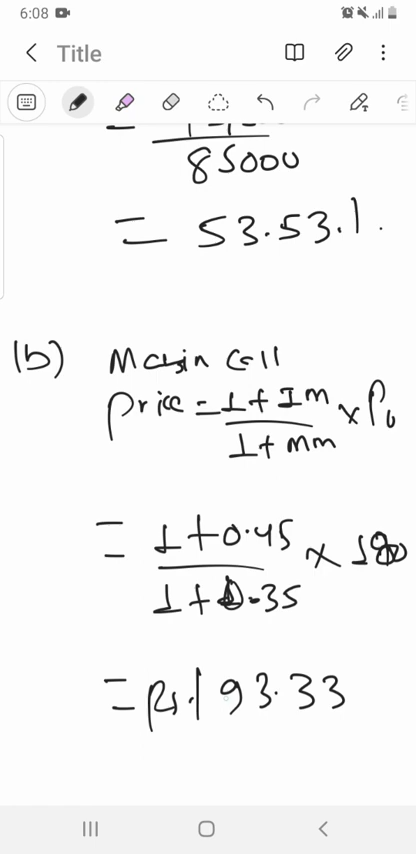 6:08
Title
85000
= 53.53.1.
(b) Margin Call
Price = 1 + Im / 1 + mm × P0
= 1 + 0.45 / 1 + 0.35 × 180
= Rs.193.33